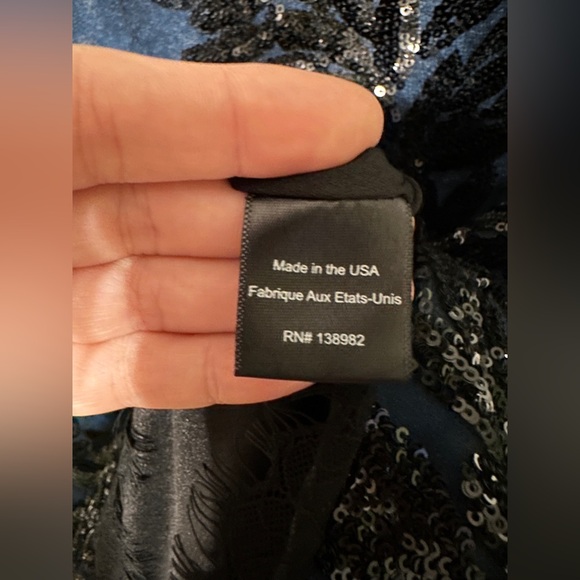 Made in the USA
Fabrique Aux Etats-Unis
RN# 138982